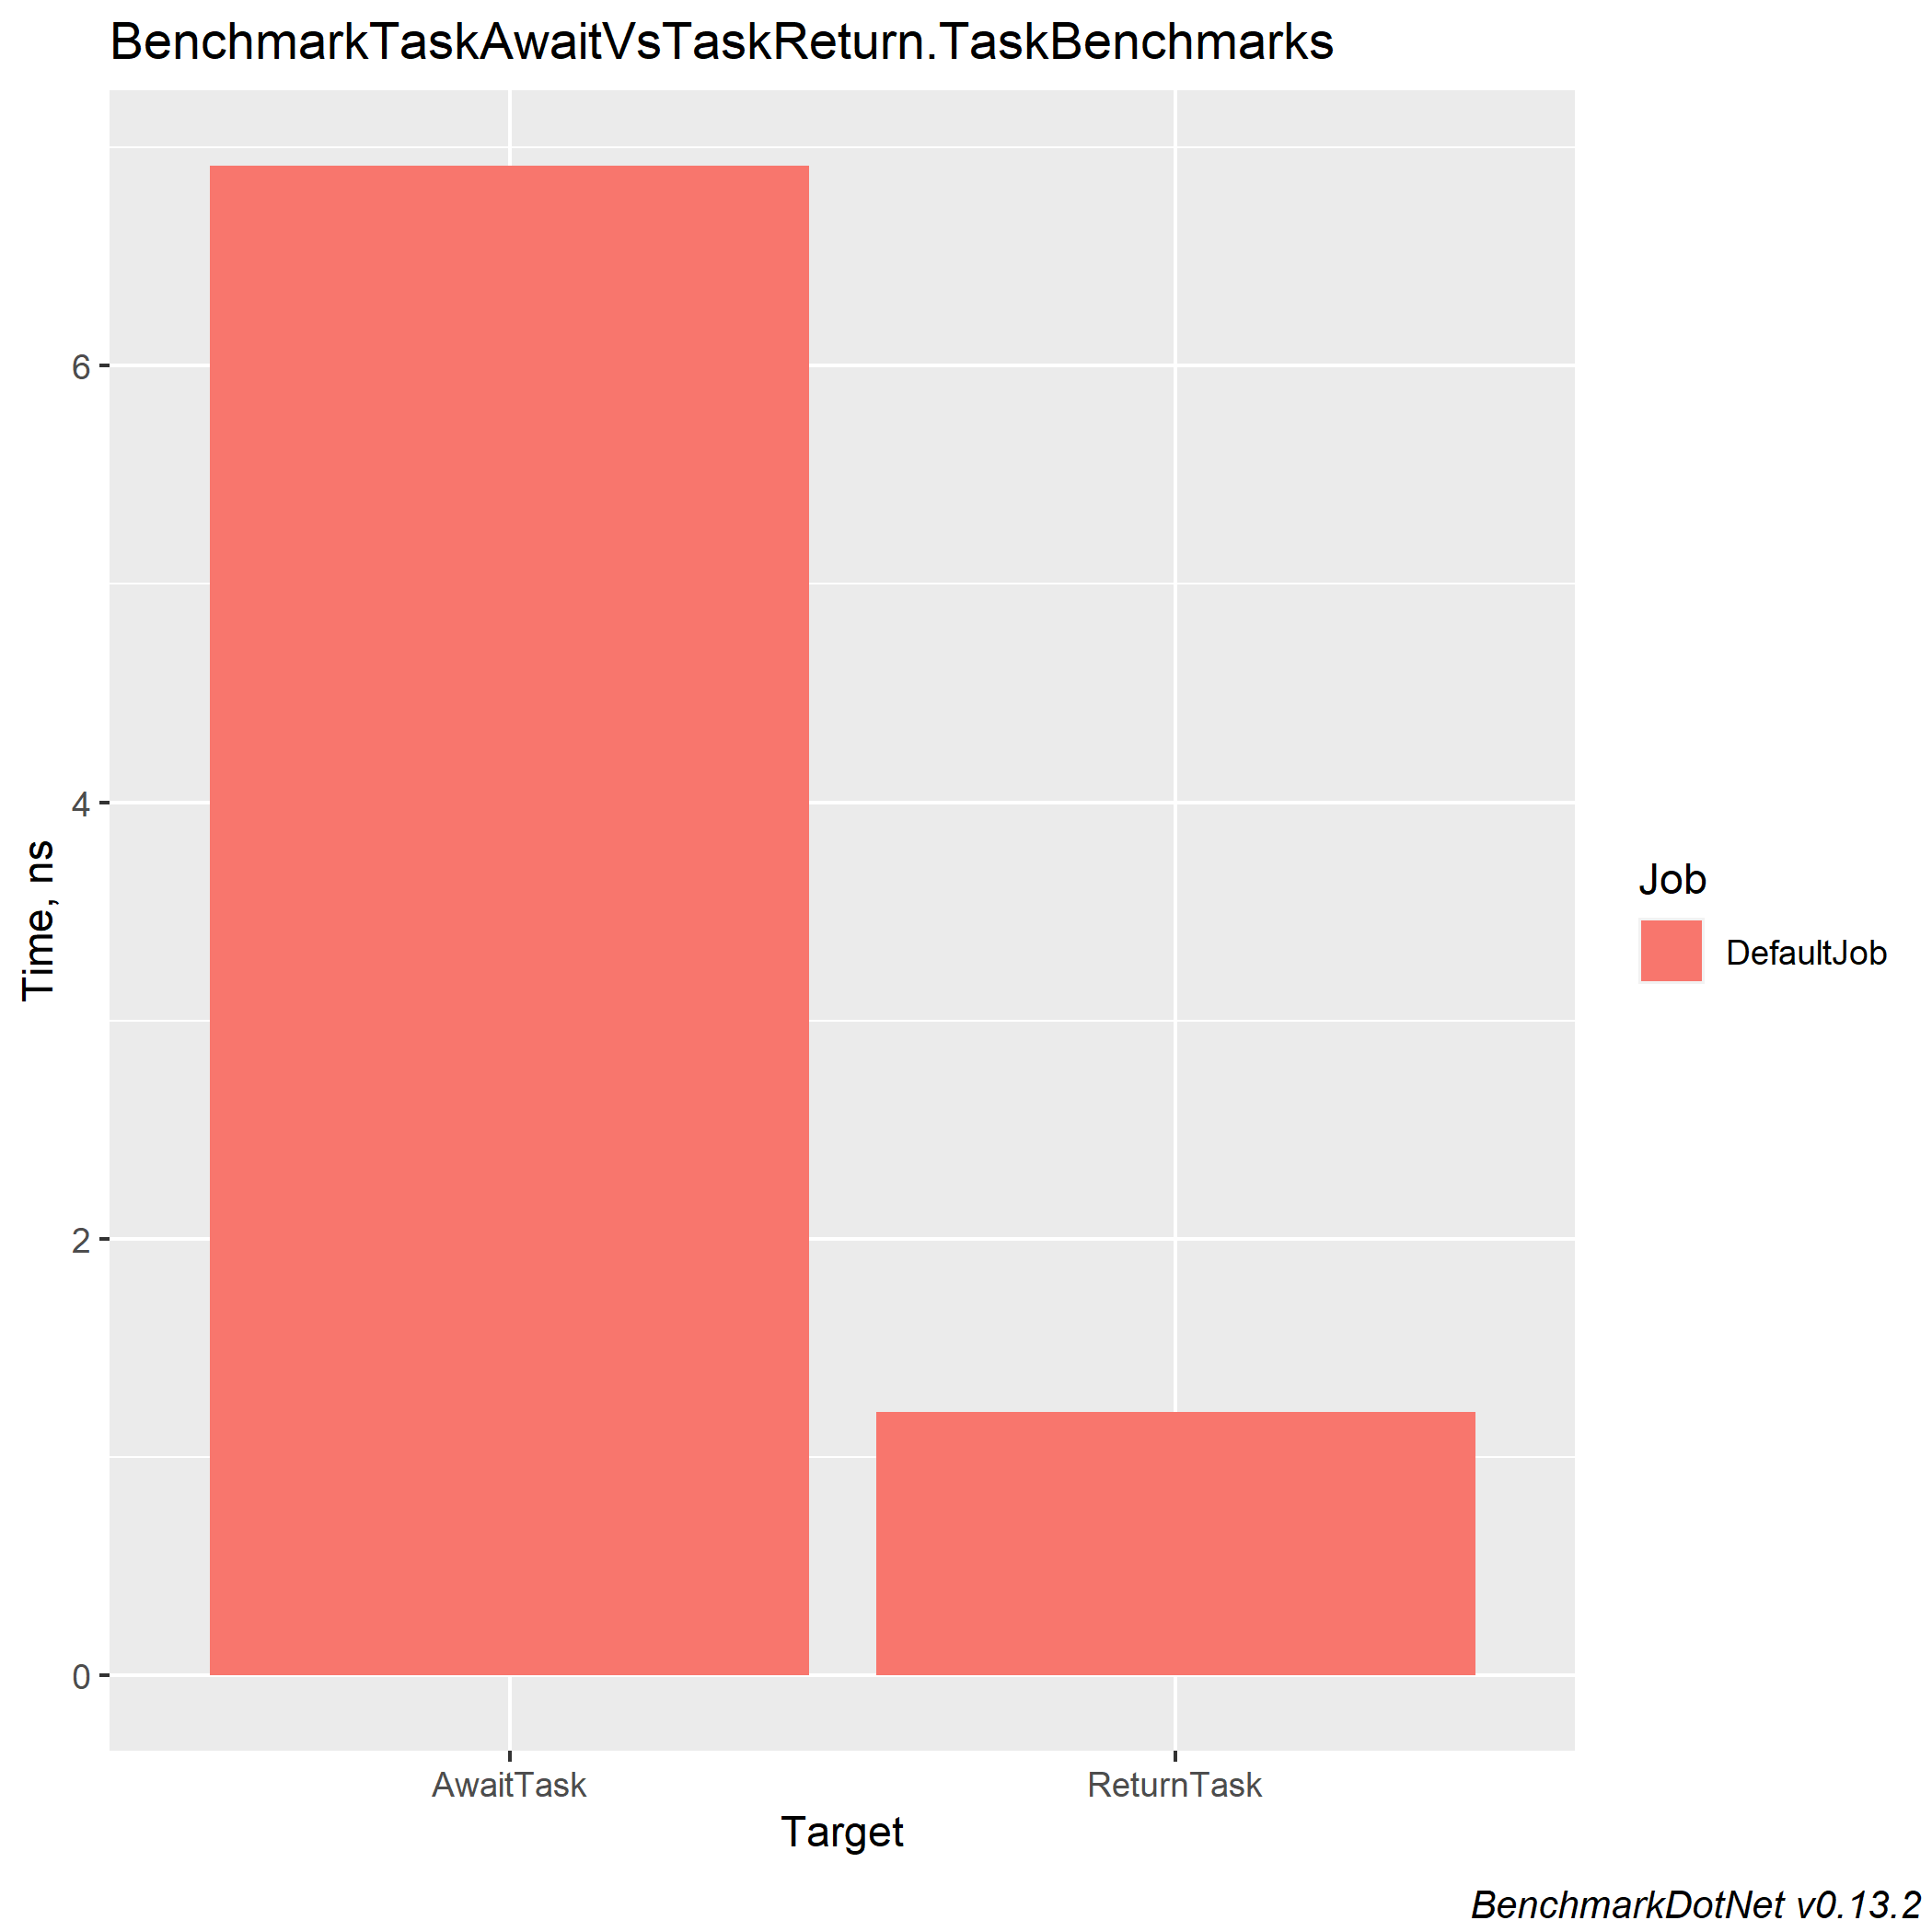 BenchmarkTaskAwaitVsTaskReturn.TaskBenchmarks
Time, ns
6
4
2
0
AwaitTask
ReturnTask
Target
Job
DefaultJob
BenchmarkDotNet v0.13.2